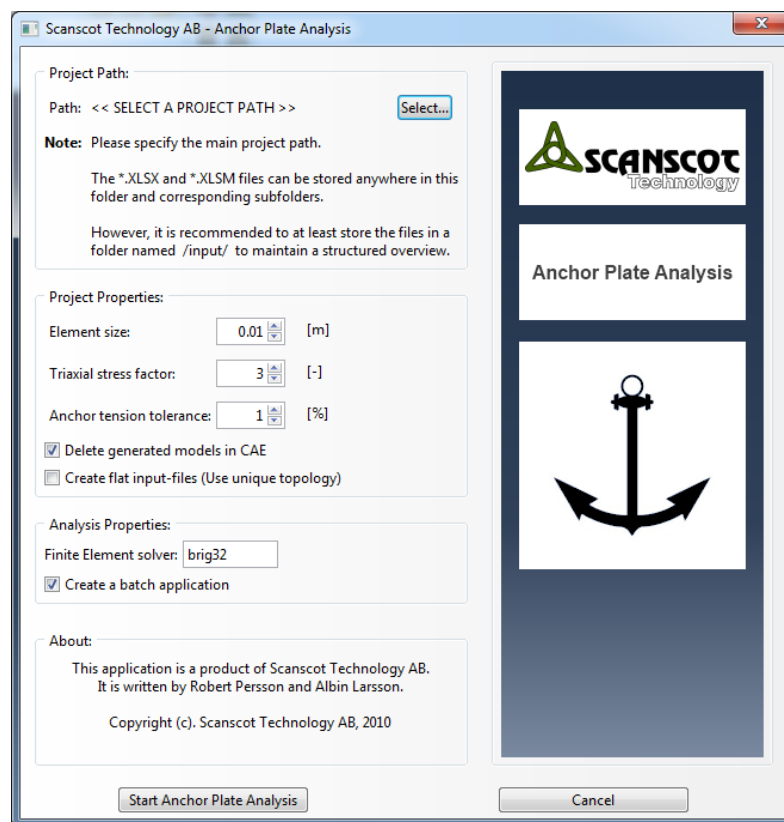 Scanscot Technology AB - Anchor Plate Analysis
Project Path:
Path: << SELECT A PROJECT PATH >>
Select...
Note: Please specify the main project path.
The *.XLSX and *.XLSM files can be stored anywhere in this
folder and corresponding subfolders.
However, it is recommended to at least store the files in a
folder named /input/ to maintain a structured overview.
Project Properties:
Element size: 0.01 [m]
Triaxial stress factor: 3 [-]
Anchor tension tolerance: 1 [%]
Delete generated models in CAE
Create flat input-files (Use unique topology)
Analysis Properties:
Finite Element solver: brig32
Create a batch application
About:
This application is a product of Scanscot Technology AB.
It is written by Robert Persson and Albin Larsson.
Copyright (c). Scanscot Technology AB, 2010
Start Anchor Plate Analysis
SCANSCOT
Technology
Anchor Plate Analysis
Cancel